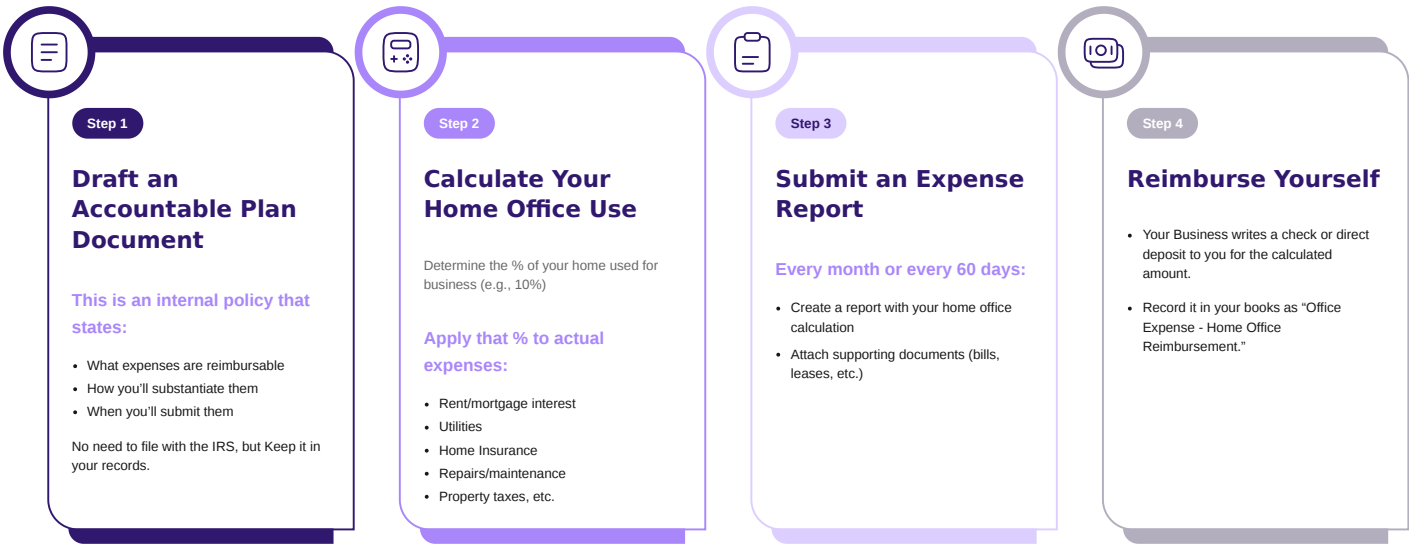 Step 1
Draft an
Accountable Plan
Document
This is an internal policy that
states:
• What expenses are reimbursable
• How you’ll substantiate them
• When you’ll submit them
No need to file with the IRS, but Keep it in
your records.
Step 2
Calculate Your
Home Office Use
Determine the % of your home used for
business (e.g., 10%)
Apply that % to actual
expenses:
• Rent/mortgage interest
• Utilities
• Home Insurance
• Repairs/maintenance
• Property taxes, etc.
Step 3
Submit an Expense
Report
Every month or every 60 days:
• Create a report with your home office
calculation
• Attach supporting documents (bills,
leases, etc.)
Step 4
Reimburse Yourself
• Your Business writes a check or direct
deposit to you for the calculated
amount.
• Record it in your books as “Office
Expense - Home Office
Reimbursement.”